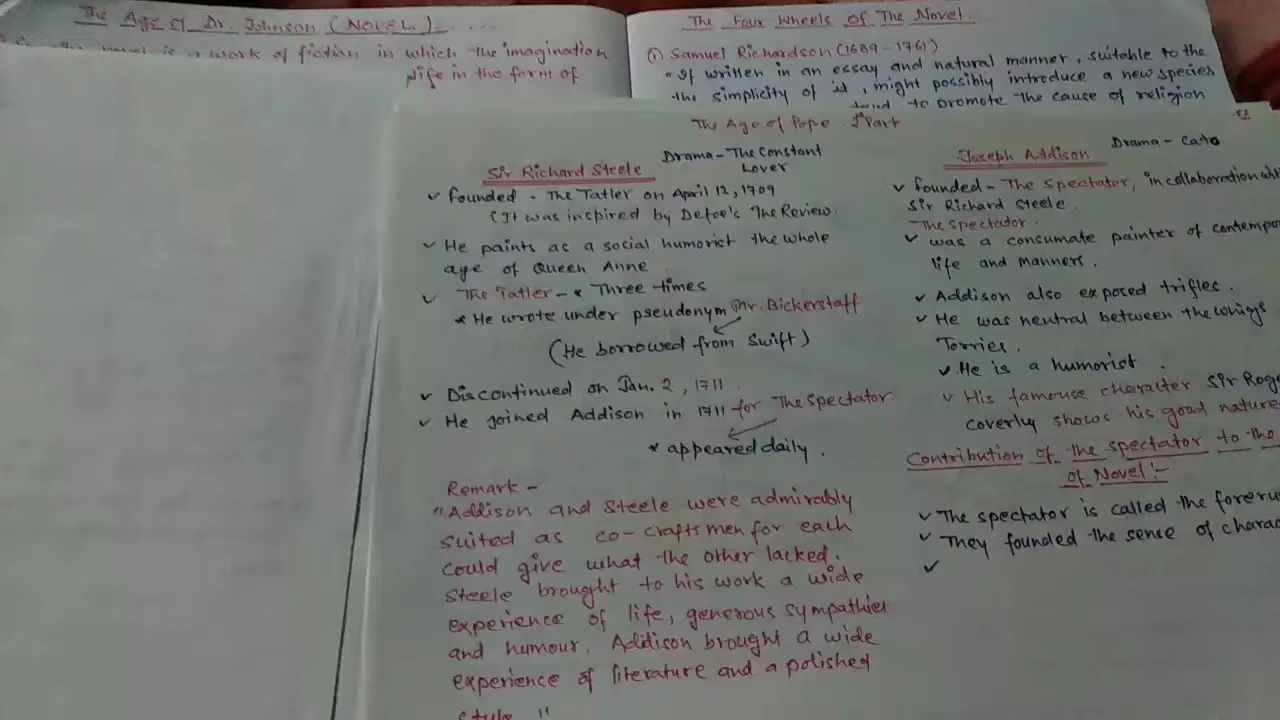 The Age of Dr. Johnson (NOVEL)....
novel is a work of fiction in which the imagination
life in the form of
The Four Wheels Of The Novel.
① Samuel Richardson (1689-1761)
"If written in an essay and natural manner, suitable to the
the simplicity of it, might possibly introduce a new species
tend to promote the cause of religion
The Age of Pope. Part
Sir Richard Steele
Drama - The Constant
Lover
✓ founded - The Tatler on April 12, 1709
(It was inspired by Defoe's The Review.
✓ He paints as a social humorist the whole
age of Queen Anne
✓ The Tatler - * Three times
* He wrote under pseudonym Mr. Bickerstaff
(He borrowed from Swift)
✓ Discontinued on Jan. 2, 1711
✓ He joined Addison in 1711 for The Spectator
* appeared daily.
Remark -
"Addison and Steele were admirably
suited as co-craftsmen for each
could give what the other lacked.
Steele brought to his work a wide
experience of life, generous sympathies
and humour. Addison brought a wide
experience of literature and a polished
style."
Joseph Addison
Drama - Cato
✓ founded - The Spectator, in collaboration
Sir Richard Steele.
The Spectator.
✓ was a consumate painter of
life and manners.
✓ Addison also exposed trifles.
✓ He was neutral between the whigs
Torries.
✓ He is a humorist.
✓ His famouse character Sir
coverly shows his good nature
Contribution of the spectator to the
of Novel:-
✓ The spectator is called the
✓ They founded the sense of
✓